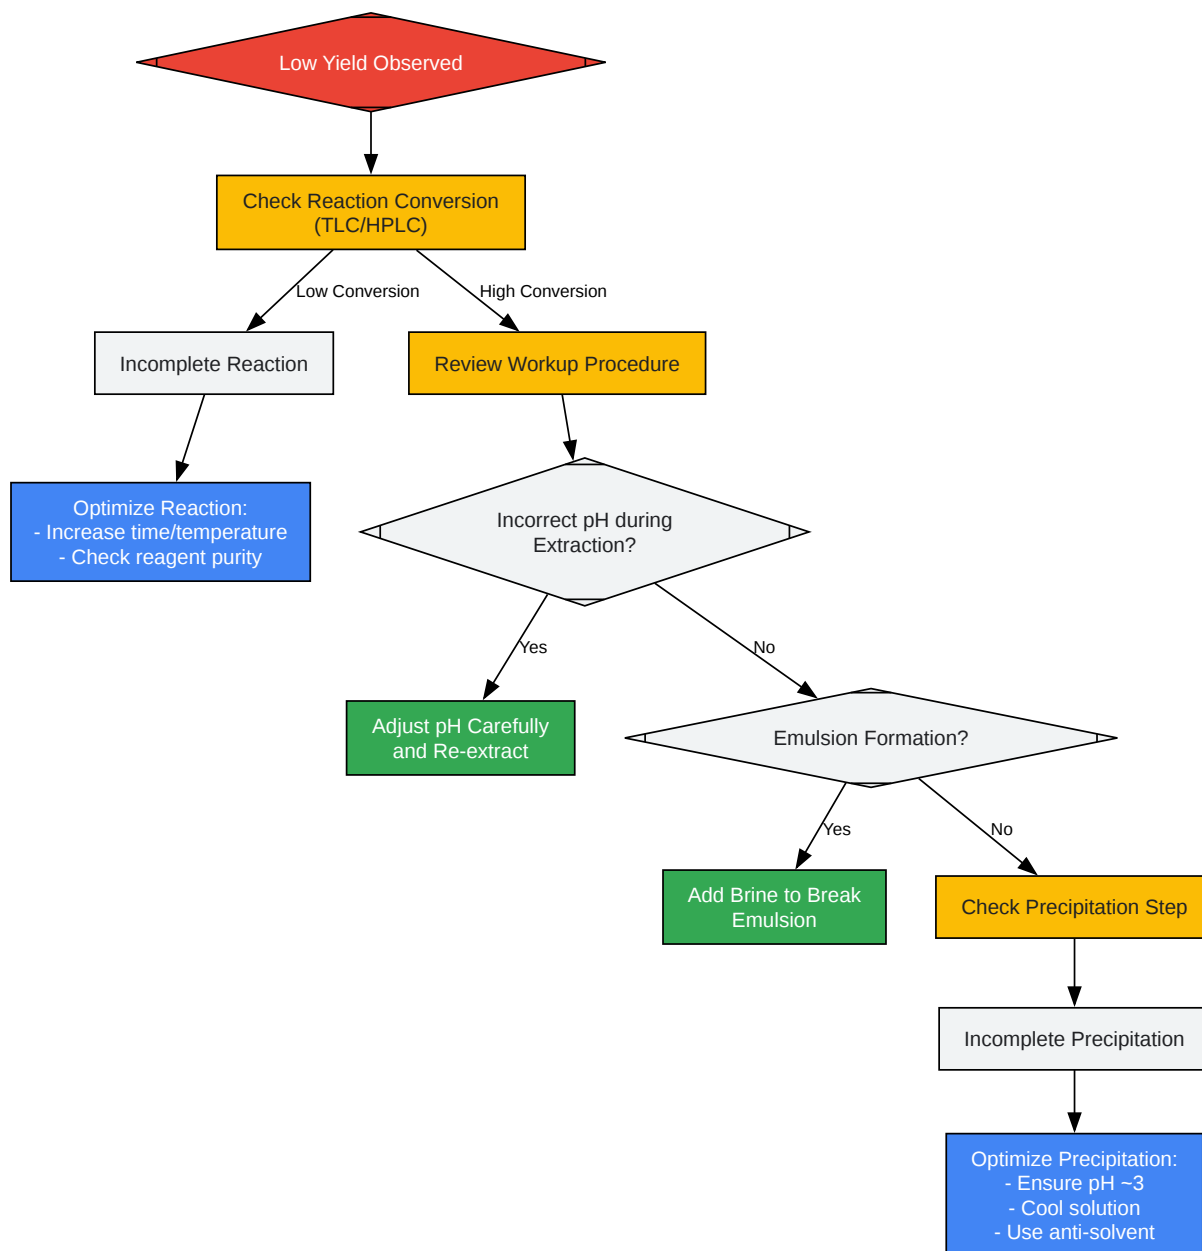 Low Yield Observed
Check Reaction Conversion
(TLC/HPLC)
Low Conversion
High Conversion
Incomplete Reaction
Review Workup Procedure
Optimize Reaction:
- Increase time/temperature
- Check reagent purity
Incorrect pH during
Extraction?
Yes
No
Adjust pH Carefully
and Re-extract
Emulsion Formation?
Yes
No
Add Brine to Break
Emulsion
Check Precipitation Step
Incomplete Precipitation
Optimize Precipitation:
- Ensure pH ~3
- Cool solution
- Use anti-solvent